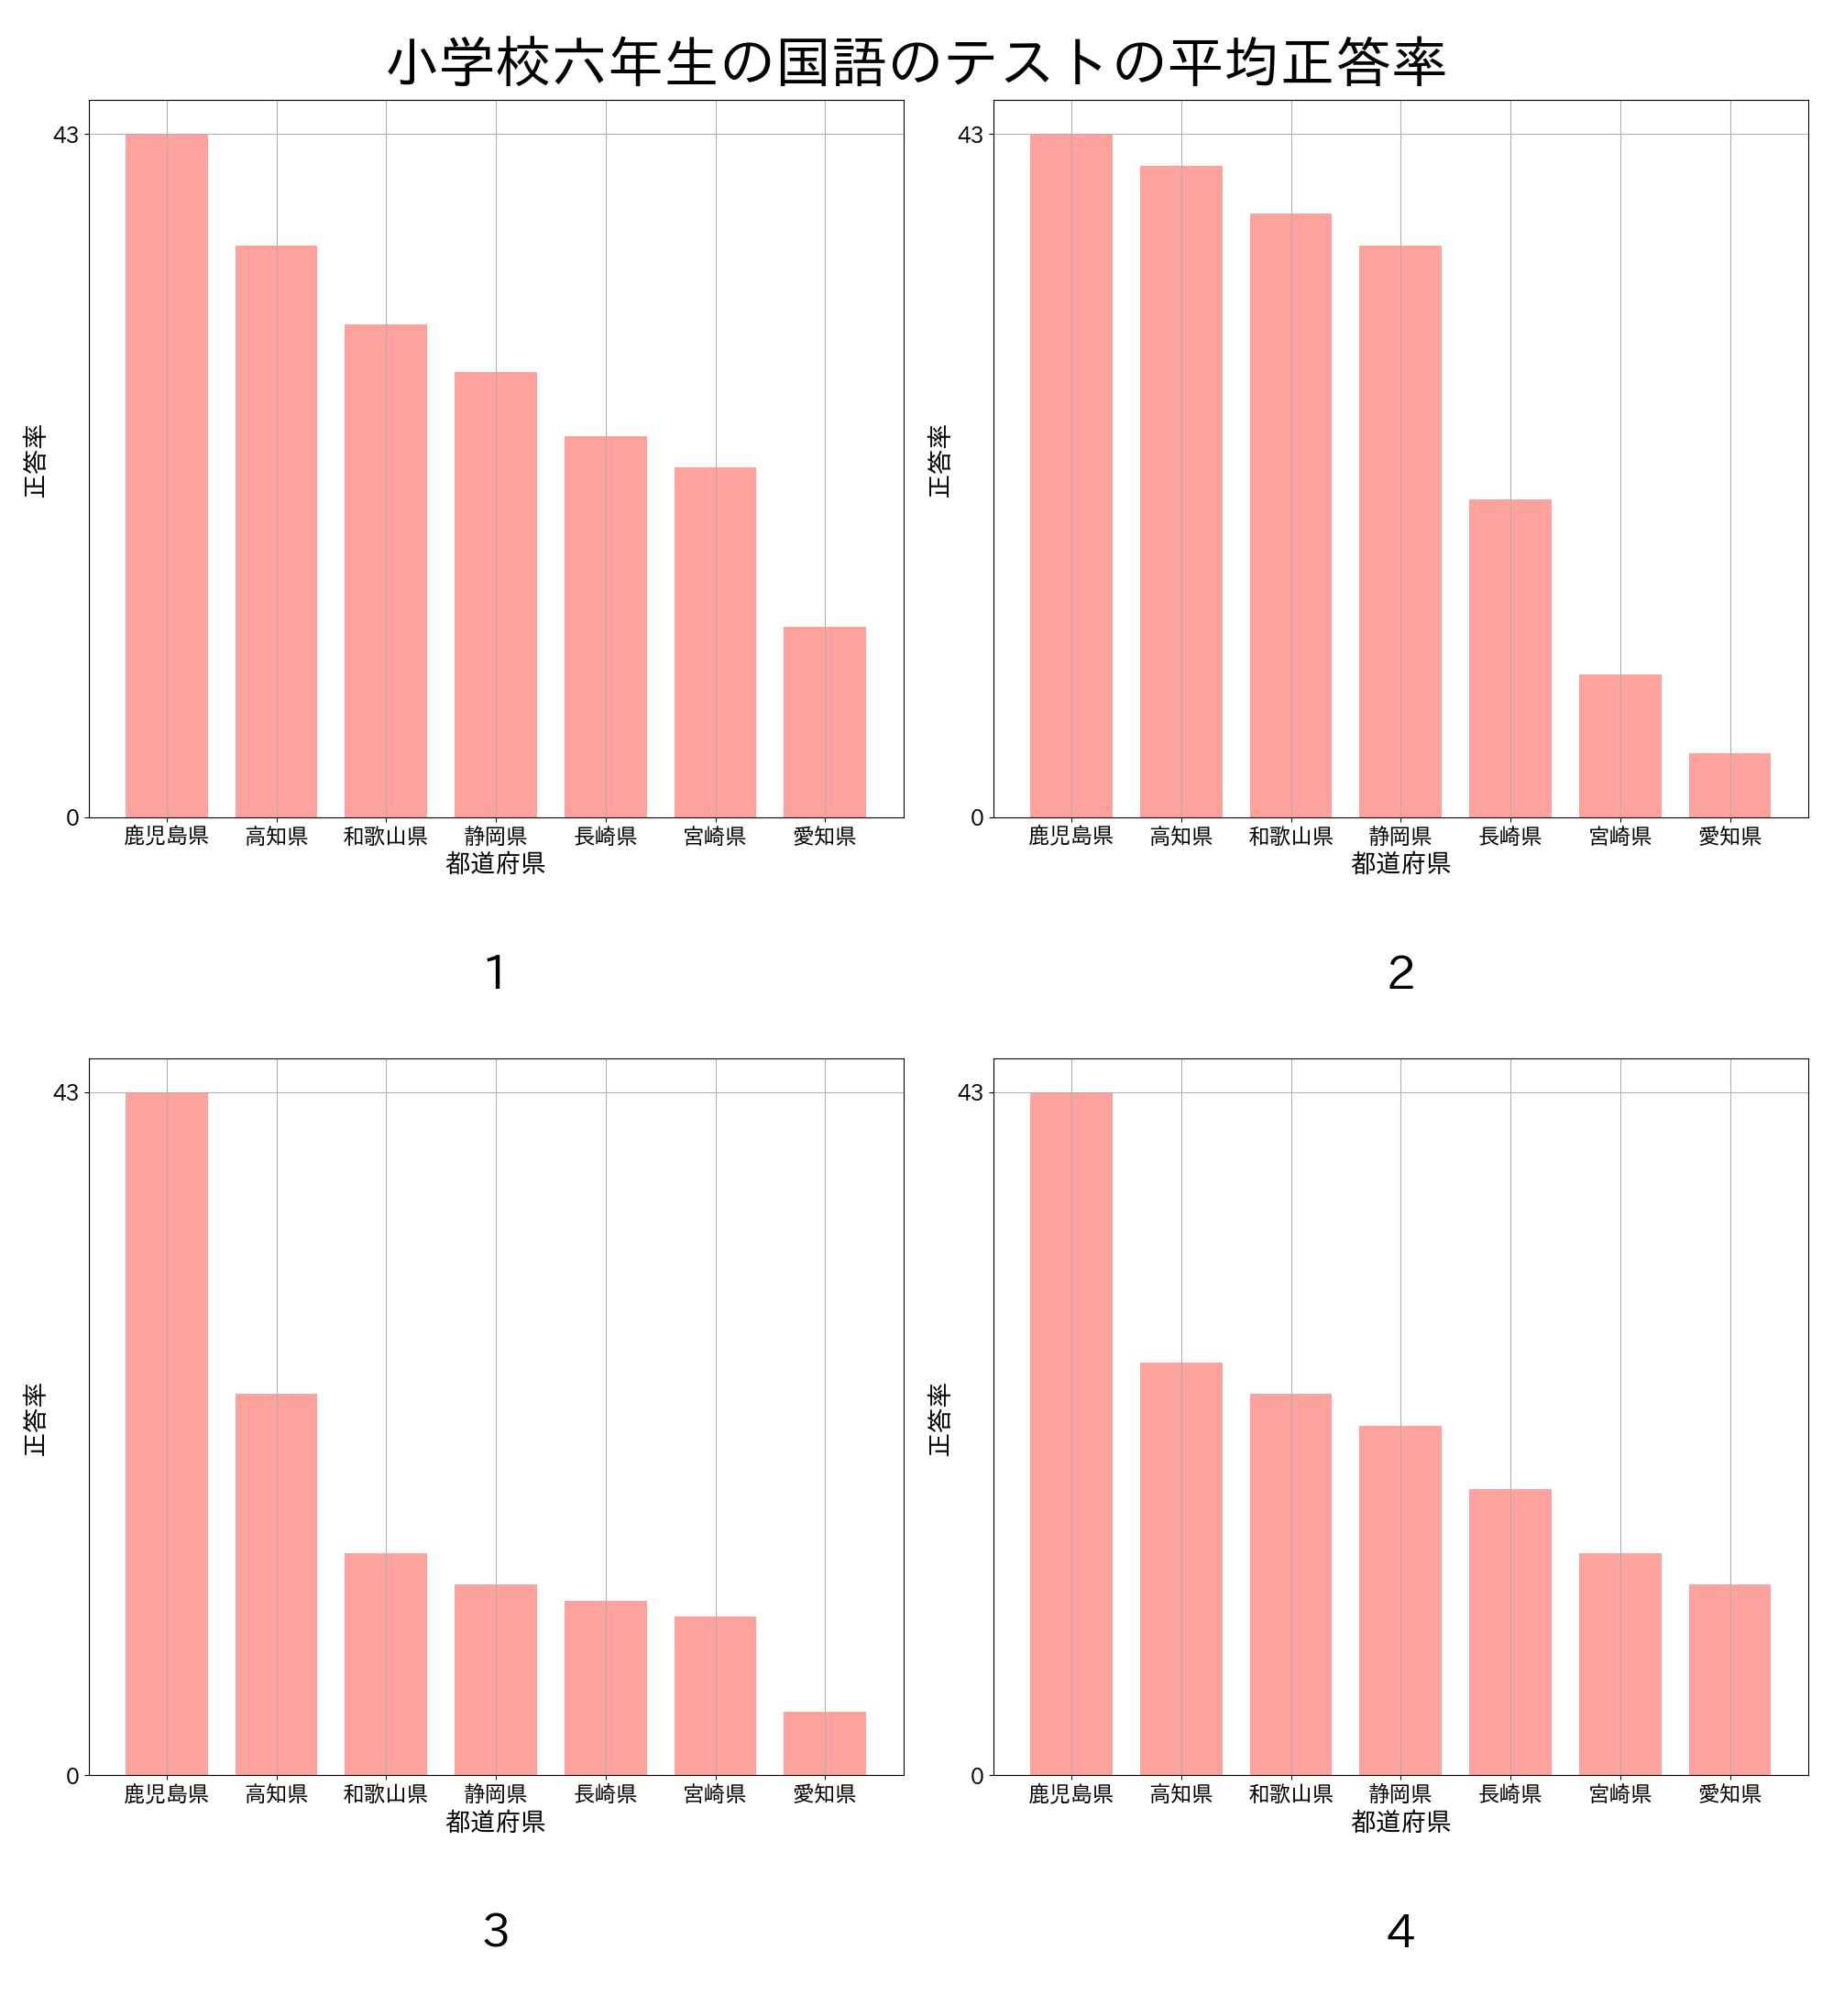 小学校六年生の国語のテストの平均正答率
43
0
正答率
鹿児島県 高知県 和歌山県 静岡県 長崎県 宮崎県 愛知県
都道府県
1
43
0
正答率
鹿児島県 高知県 和歌山県 静岡県 長崎県 宮崎県 愛知県
都道府県
2
43
0
正答率
鹿児島県 高知県 和歌山県 静岡県 長崎県 宮崎県 愛知県
都道府県
3
43
0
正答率
鹿児島県 高知県 和歌山県 静岡県 長崎県 宮崎県 愛知県
都道府県
4